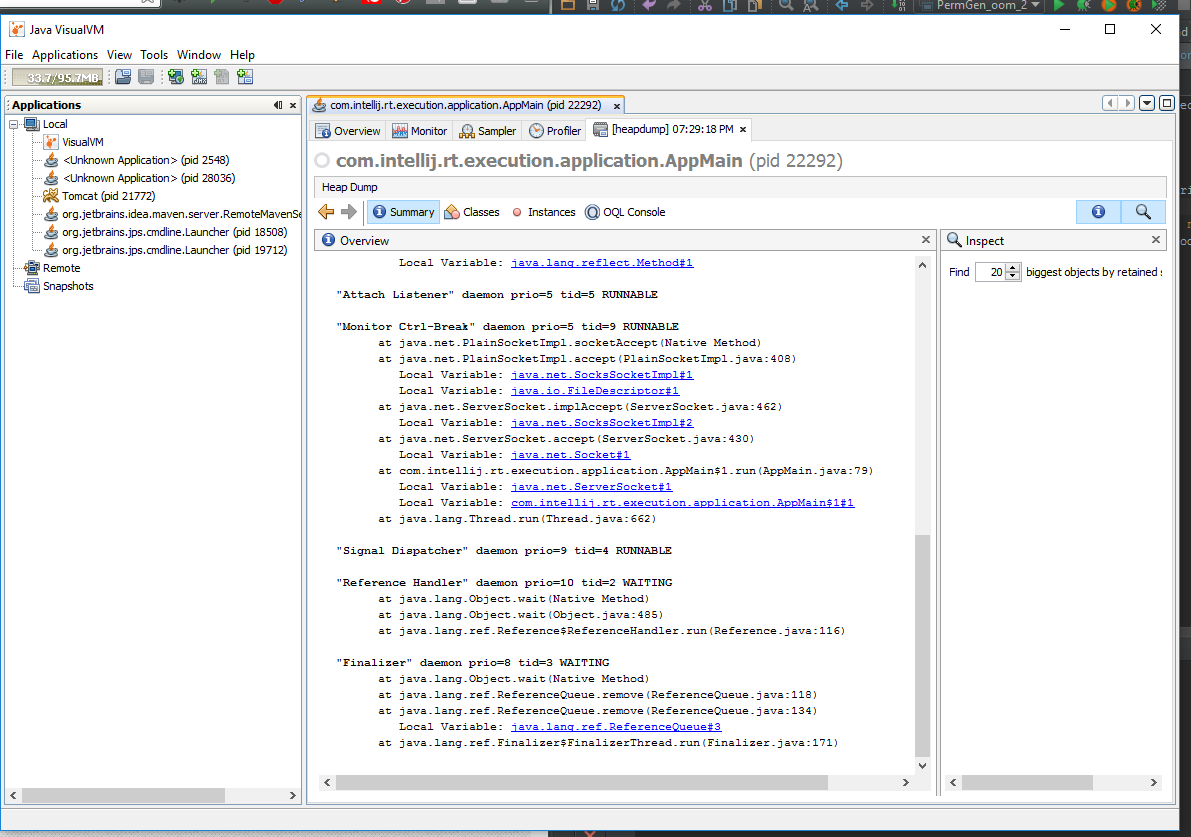 PermGen_oom_2
Java VisualVM
File Applications View Tools Window Help
33.7/95.7MB
Applications
Local
VisualVM
<Unknown Application> (pid 2548)
<Unknown Application> (pid 28036)
Tomcat (pid 21772)
org.jetbrains.idea.maven.server.RemoteMavenSe
org.jetbrains.jps.cmdline.Launcher (pid 18508)
org.jetbrains.jps.cmdline.Launcher (pid 19712)
Remote
Snapshots
com.intellij.rt.execution.application.AppMain (pid 22292)
Overview Monitor Sampler Profiler [heapdump] 07:29:18 PM
com.intellij.rt.execution.application.AppMain (pid 22292)
Heap Dump
Summary Classes Instances OQL Console
Overview
Local Variable: java.lang.reflect.Method#1
"Attach Listener" daemon prio=5 tid=5 RUNNABLE
"Monitor Ctrl-Break" daemon prio=5 tid=9 RUNNABLE
at java.net.PlainSocketImpl.socketAccept(Native Method)
at java.net.PlainSocketImpl.accept(PlainSocketImpl.java:408)
Local Variable: java.net.SocksSocketImpl#1
Local Variable: java.io.FileDescriptor#1
at java.net.ServerSocket.implAccept(ServerSocket.java:462)
Local Variable: java.net.SocksSocketImpl#2
at java.net.ServerSocket.accept(ServerSocket.java:430)
Local Variable: java.net.Socket#1
at com.intellij.rt.execution.application.AppMain$1.run(AppMain.java:79)
Local Variable: java.net.ServerSocket#1
Local Variable: com.intellij.rt.execution.application.AppMain$1#1
at java.lang.Thread.run(Thread.java:662)
"Signal Dispatcher" daemon prio=9 tid=4 RUNNABLE
"Reference Handler" daemon prio=10 tid=2 WAITING
at java.lang.Object.wait(Native Method)
at java.lang.Object.wait(Object.java:485)
at java.lang.ref.Reference$ReferenceHandler.run(Reference.java:116)
"Finalizer" daemon prio=8 tid=3 WAITING
at java.lang.Object.wait(Native Method)
at java.lang.ref.ReferenceQueue.remove(ReferenceQueue.java:118)
at java.lang.ref.ReferenceQueue.remove(ReferenceQueue.java:134)
Local Variable: java.lang.ref.ReferenceQueue#3
at java.lang.ref.Finalizer$FinalizerThread.run(Finalizer.java:171)
Inspect
Find 20 biggest objects by retained s